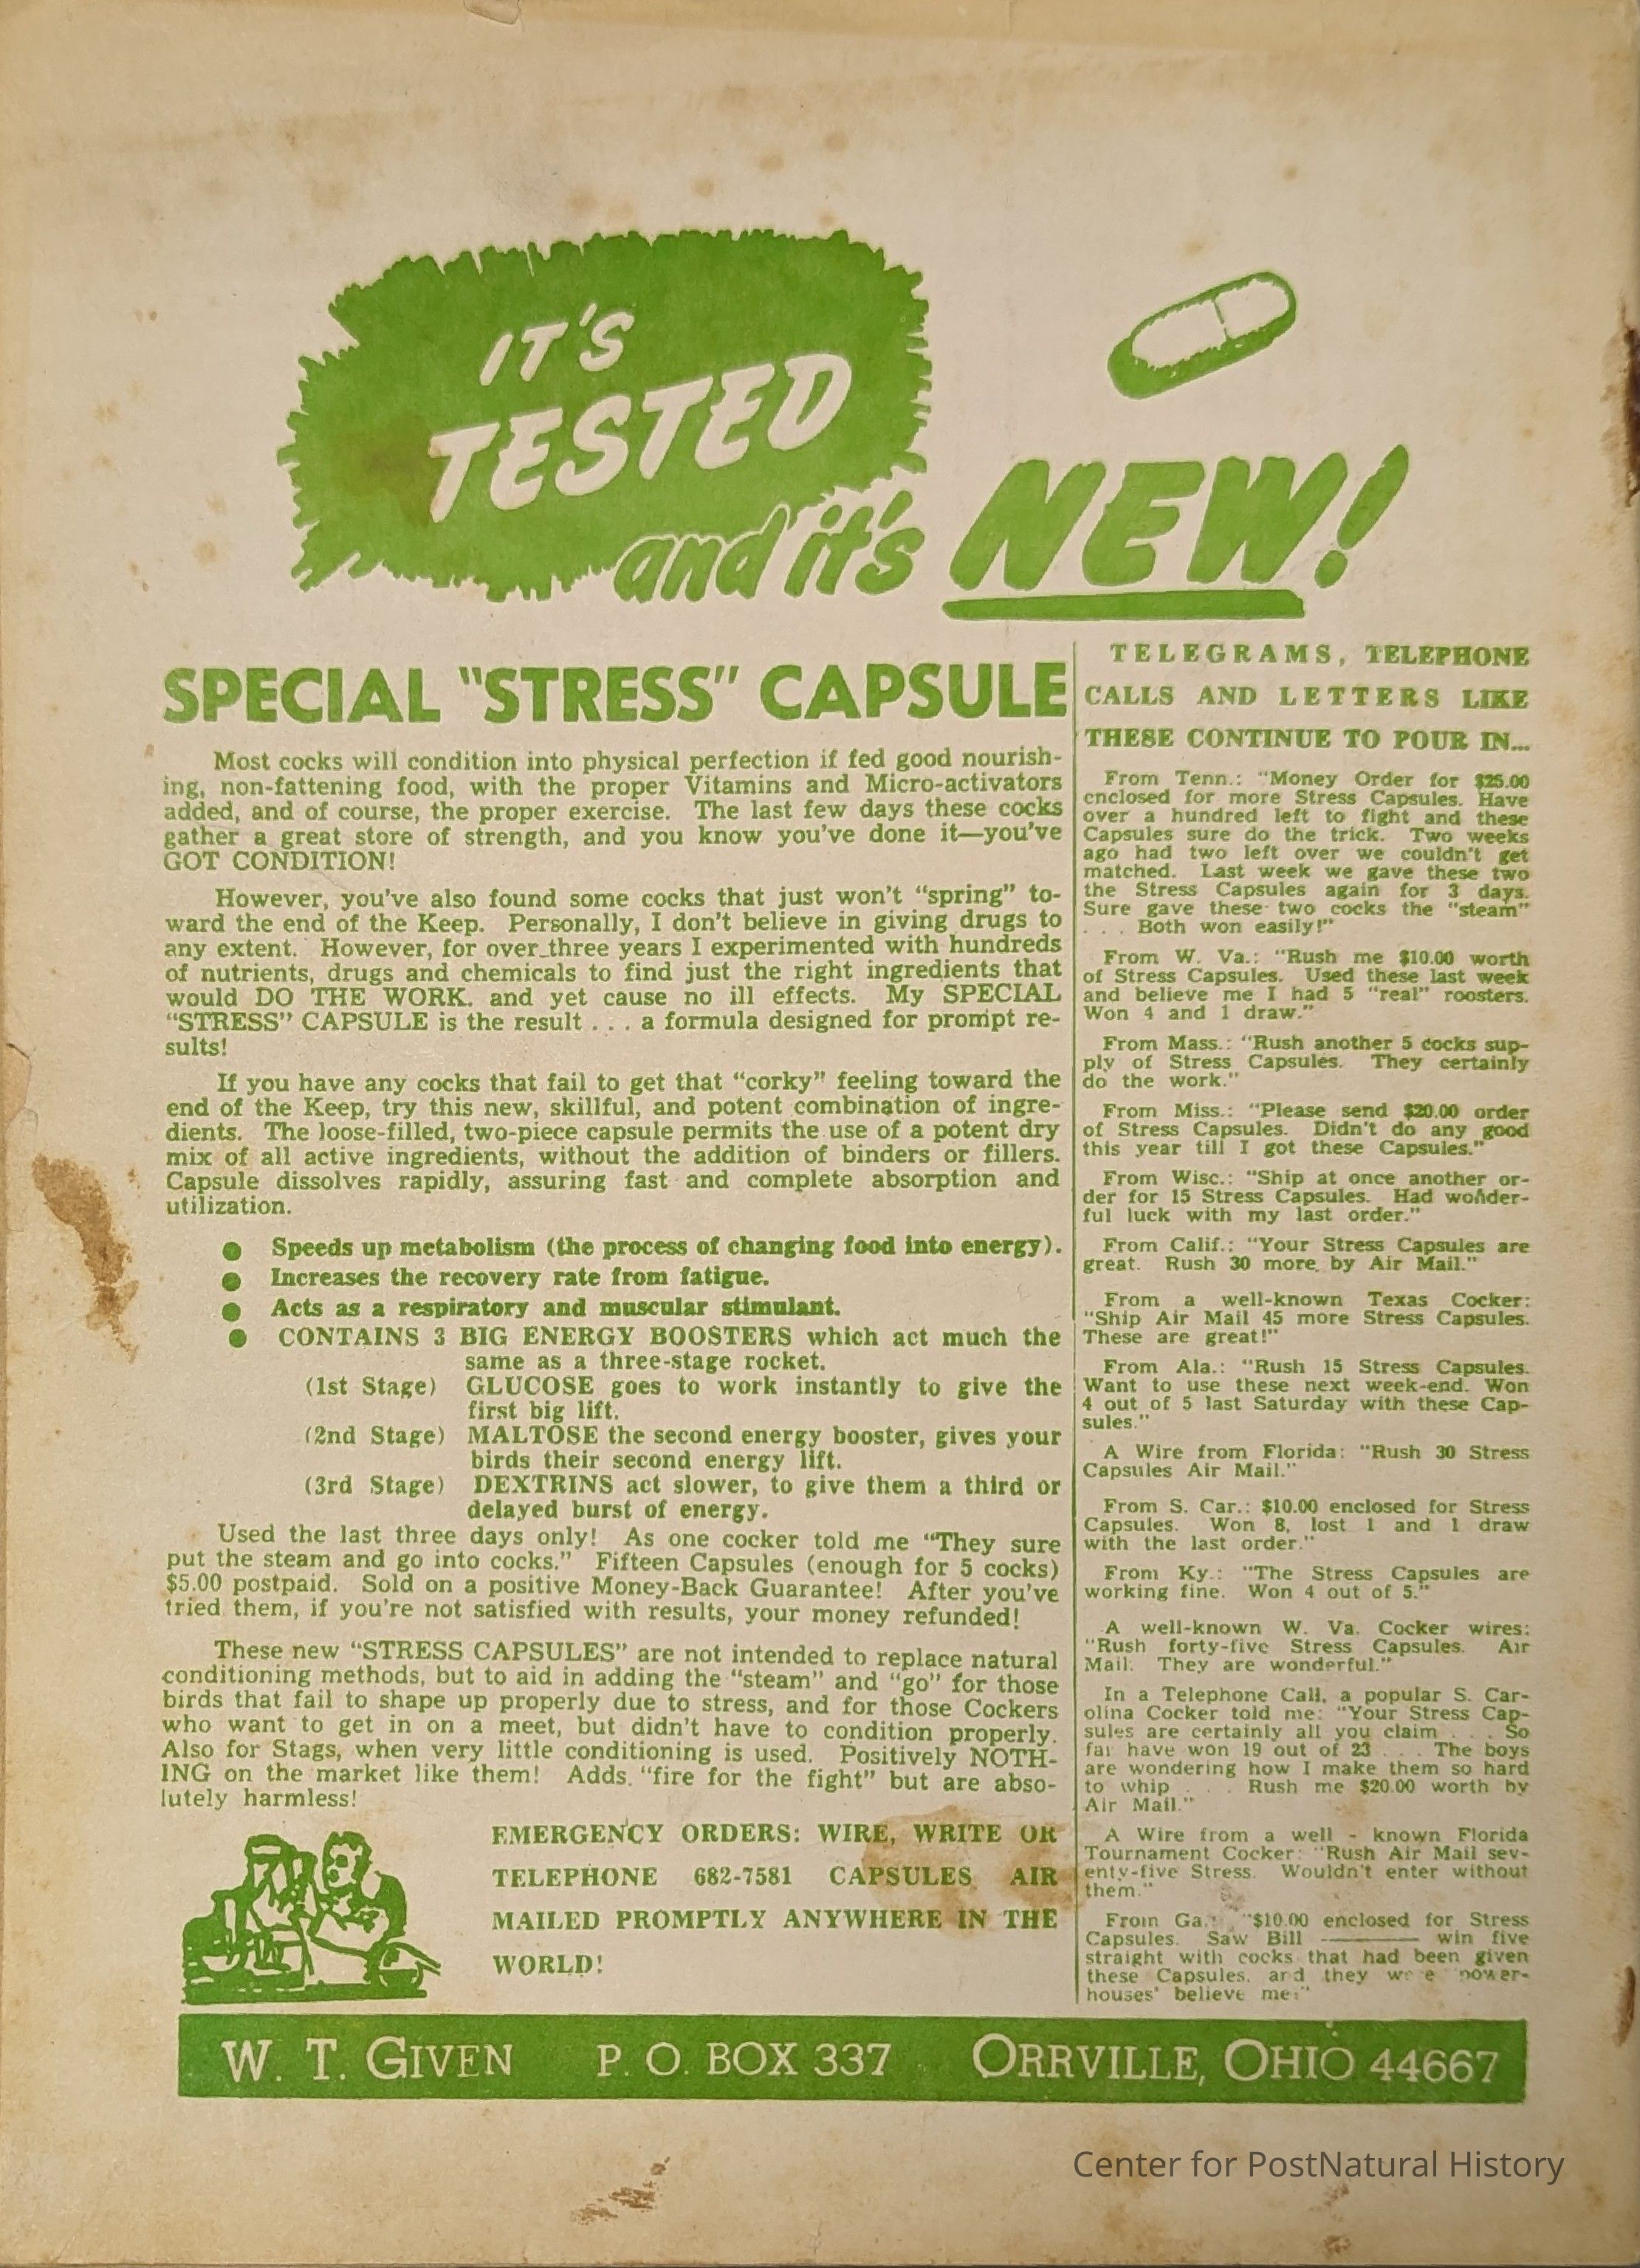 IT'S
TESTED
and it's NEW!
SPECIAL "STRESS" CAPSULE
Most cocks will condition into physical perfection if fed good nourish-
ing, non-fattening food, with the proper Vitamins and Micro-activators
added, and of course, the proper exercise. The last few days these cocks
gather a great store of strength, and you know you've done it—you've
GOT CONDITION!
However, you've also found some cocks that just won't "spring" to-
ward the end of the Keep. Personally, I don't believe in giving drugs to
any extent. However, for over three years I experimented with hundreds
of nutrients, drugs and chemicals to find just the right ingredients that
would DO THE WORK. and yet cause no ill effects. My SPECIAL
"STRESS" CAPSULE is the result . . . a formula designed for prompt re-
sults!
If you have any cocks that fail to get that "corky" feeling toward the
end of the Keep, try this new, skillful, and potent combination of ingre-
dients. The loose-filled, two-piece capsule permits the use of a potent dry
mix of all active ingredients, without the addition of binders or fillers.
Capsule dissolves rapidly, assuring fast and complete absorption and
utilization.
● Speeds up metabolism (the process of changing food into energy).
● Increases the recovery rate from fatigue.
● Acts as a respiratory and muscular stimulant.
● CONTAINS 3 BIG ENERGY BOOSTERS which act much the
same as a three-stage rocket.
(1st Stage) GLUCOSE goes to work instantly to give the
first big lift.
(2nd Stage) MALTOSE the second energy booster, gives your
birds their second energy lift.
(3rd Stage) DEXTRINS act slower, to give them a third or
delayed burst of energy.
Used the last three days only! As one cocker told me "They sure
put the steam and go into cocks." Fifteen Capsules (enough for 5 cocks)
$5.00 postpaid. Sold on a positive Money-Back Guarantee! After you've
tried them, if you're not satisfied with results, your money refunded!
These new "STRESS CAPSULES" are not intended to replace natural
conditioning methods, but to aid in adding the "steam" and "go" for those
birds that fail to shape up properly due to stress, and for those Cockers
who want to get in on a meet, but didn't have to condition properly.
Also for Stags, when very little conditioning is used. Positively NOTH-
ING on the market like them! Adds "fire for the fight" but are abso-
lutely harmless!
EMERGENCY ORDERS: WIRE, WRITE OR
TELEPHONE 682-7581 CAPSULES AIR
MAILED PROMPTLY ANYWHERE IN THE
WORLD!
TELEGRAMS, TELEPHONE
CALLS AND LETTERS LIKE
THESE CONTINUE TO POUR IN...
From Tenn.: "Money Order for $25.00
enclosed for more Stress Capsules. Have
over a hundred left to fight and these
Capsules sure do the trick. Two weeks
ago had two left over we couldn't get
matched. Last week we gave these two
the Stress Capsules again for 3 days.
Sure gave these two cocks the "steam"
. . . Both won easily!"
From W. Va.: "Rush me $10.00 worth
of Stress Capsules. Used these last week
and believe me I had 5 "real" roosters.
Won 4 and 1 draw."
From Mass.: "Rush another 5 cocks sup-
ply of Stress Capsules. They certainly
do the work."
From Miss.: "Please send $20.00 order
of Stress Capsules. Didn't do any good
this year till I got these Capsules."
From Wisc.: "Ship at once another or-
der for 15 Stress Capsules. Had wonder-
ful luck with my last order."
From Calif.: "Your Stress Capsules are
great. Rush 30 more by Air Mail."
From a well-known Texas Cocker:
"Ship Air Mail 45 more Stress Capsules.
These are great!"
From Ala.: "Rush 15 Stress Capsules.
Want to use these next week-end. Won
4 out of 5 last Saturday with these Cap-
sules."
A Wire from Florida: "Rush 30 Stress
Capsules Air Mail."
From S. Car.: $10.00 enclosed for Stress
Capsules. Won 8, lost 1 and 1 draw
with the last order."
From Ky.: "The Stress Capsules are
working fine. Won 4 out of 5."
A well-known W. Va. Cocker wires:
"Rush forty-five Stress Capsules. Air
Mail. They are wonderful."
In a Telephone Call, a popular S. Car-
olina Cocker told me: "Your Stress Cap-
sules are certainly all you claim . . . So
far have won 19 out of 23 . . . The boys
are wondering how I make them so hard
to whip . . . Rush me $20.00 worth by
Air Mail."
A Wire from a well - known Florida
Tournament Cocker: "Rush Air Mail sev-
enty-five Stress. Wouldn't enter without
them."
From Ga.: "$10.00 enclosed for Stress
Capsules. Saw Bill ——— win five
straight with cocks that had been given
these Capsules, and they were 'power-
houses' believe me!"
W. T. GIVEN P. O. BOX 337 ORRVILLE, OHIO 44667
Center for PostNatural History